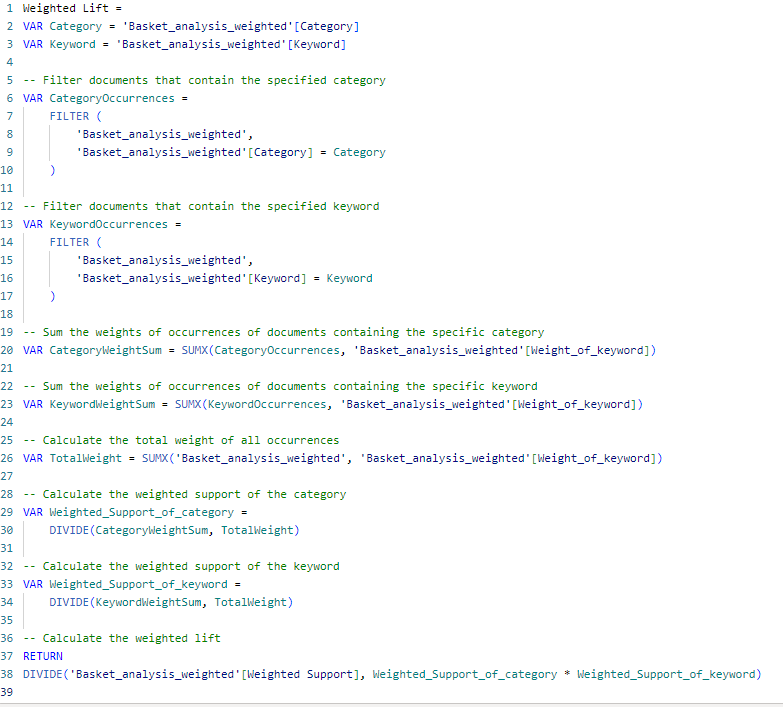 1 Weighted Lift =
2 VAR Category = 'Basket_analysis_weighted'[Category]
3 VAR Keyword = 'Basket_analysis_weighted'[Keyword]
4
5 -- Filter documents that contain the specified category
6 VAR CategoryOccurrences =
7     FILTER (
8         'Basket_analysis_weighted',
9         'Basket_analysis_weighted'[Category] = Category
10     )
11
12 -- Filter documents that contain the specified keyword
13 VAR KeywordOccurrences =
14     FILTER (
15         'Basket_analysis_weighted',
16         'Basket_analysis_weighted'[Keyword] = Keyword
17     )
18
19 -- Sum the weights of occurrences of documents containing the specific category
20 VAR CategoryWeightSum = SUMX(CategoryOccurrences, 'Basket_analysis_weighted'[Weight_of_keyword])
21
22 -- Sum the weights of occurrences of documents containing the specific keyword
23 VAR KeywordWeightSum = SUMX(KeywordOccurrences, 'Basket_analysis_weighted'[Weight_of_keyword])
24
25 -- Calculate the total weight of all occurrences
26 VAR TotalWeight = SUMX('Basket_analysis_weighted', 'Basket_analysis_weighted'[Weight_of_keyword])
27
28 -- Calculate the weighted support of the category
29 VAR Weighted_Support_of_category =
30     DIVIDE(CategoryWeightSum, TotalWeight)
31
32 -- Calculate the weighted support of the keyword
33 VAR Weighted_Support_of_keyword =
34     DIVIDE(KeywordWeightSum, TotalWeight)
35
36 -- Calculate the weighted lift
37 RETURN
38 DIVIDE('Basket_analysis_weighted'[Weighted Support], Weighted_Support_of_category * Weighted_Support_of_keyword)
39